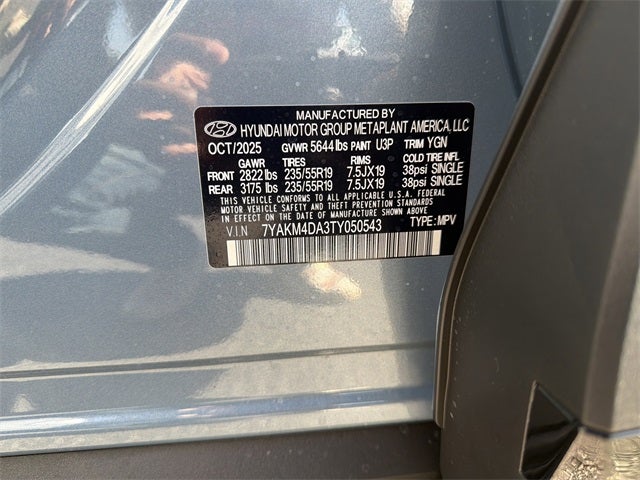 MANUFACTURED BY
HYUNDAI MOTOR GROUP METAPLANT AMERICA, LLC
OCT/2025 GVWR 5644 lbs PAINT U3P TRIM YGN
GAWR TIRES RIMS COLD TIRE INFL
FRONT 2822 lbs 235/55R19 7.5JX19 38psi SINGLE
REAR 3175 lbs 235/55R19 7.5JX19 38psi SINGLE
THIS VEHICLE CONFORMS TO ALL APPLICABLE U.S.A. FEDERAL
MOTOR VEHICLE SAFETY AND THEFT PREVENTION STANDARDS
IN EFFECT ON THE DATE OF MANUFACTURE SHOWN ABOVE.
V.I.N 7YAKM4DA3TY050543 TYPE: MPV